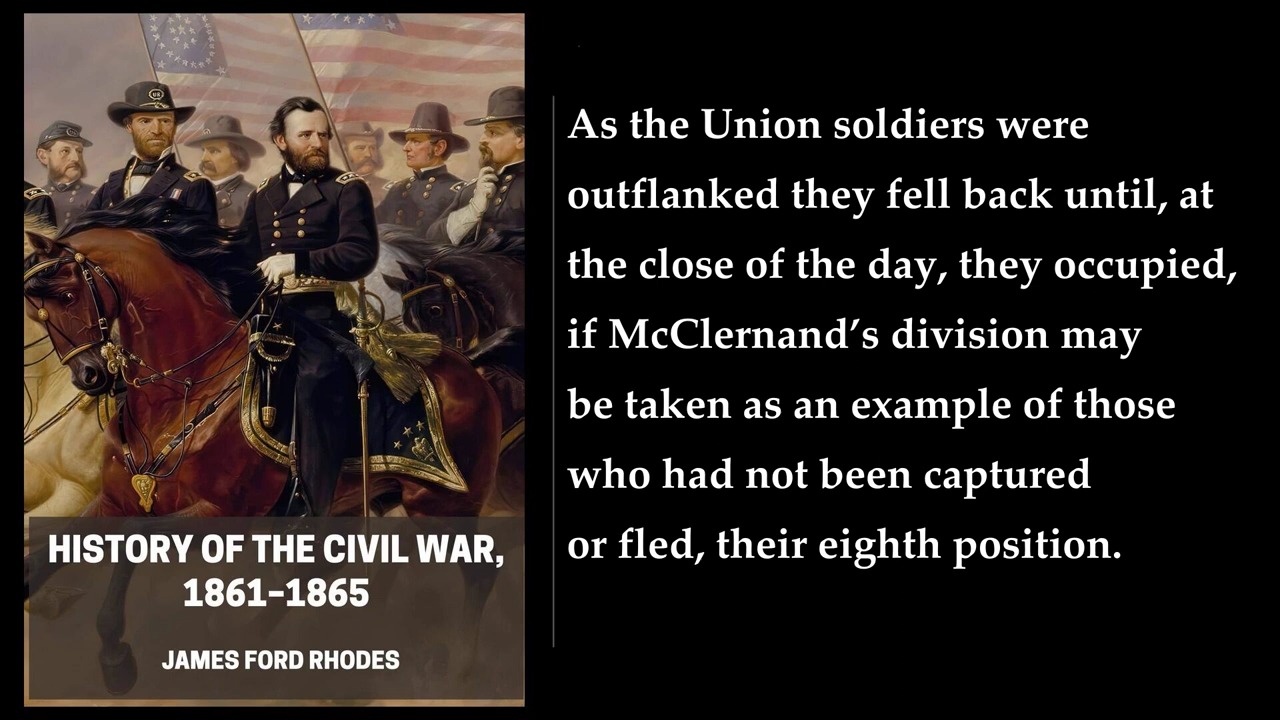 HISTORY OF THE CIVIL WAR,
1861–1865
JAMES FORD RHODES
As the Union soldiers were
outflanked they fell back until, at
the close of the day, they occupied,
if McClernand’s division may
be taken as an example of those
who had not been captured
or fled, their eighth position.